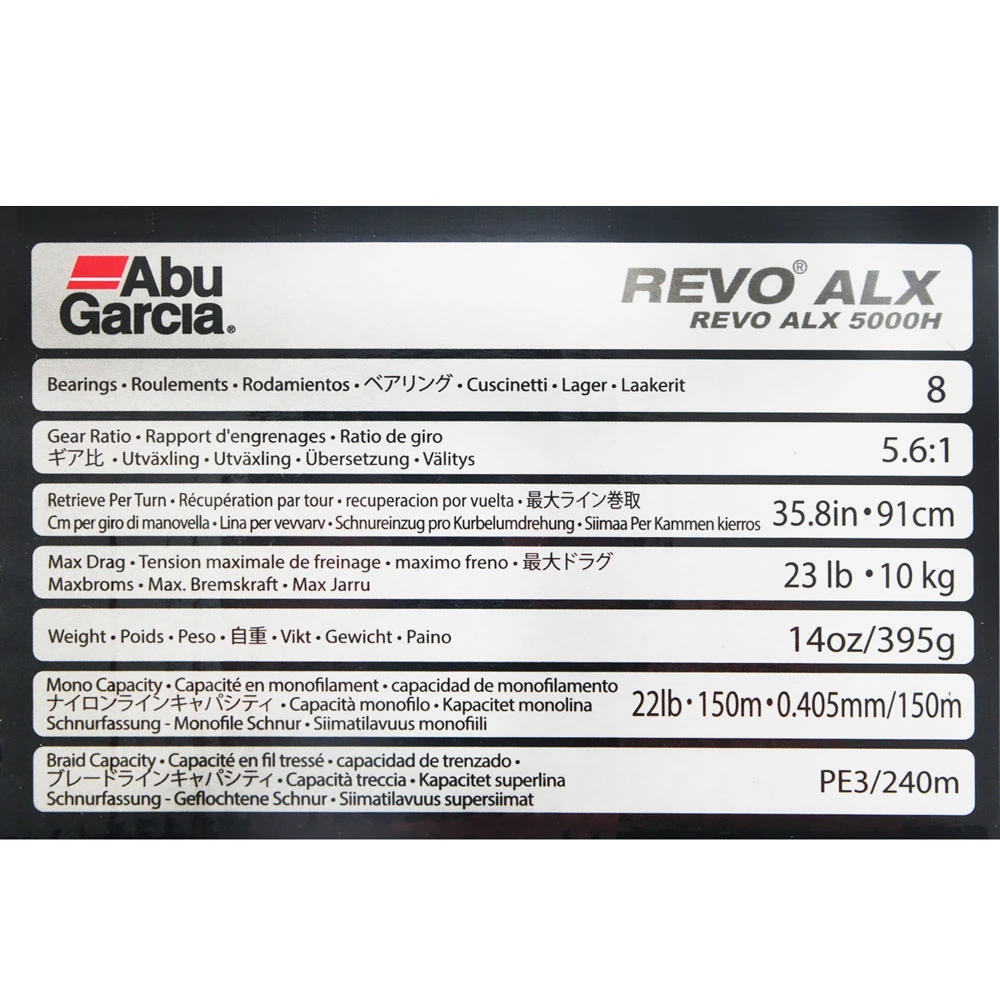 Abu
Garcia®
REVO® ALX
REVO ALX 5000H
Bearings • Roulements • Rodamientos • ベアリング • Cuscinetti • Lager • Laakerit
8
Gear Ratio • Rapport d'engrenages • Ratio de giro
ギア比 • Utväxling • Utväxling • Übersetzung • Välitys
5.6:1
Retrieve Per Turn • Récupération par tour • recuperacion por vuelta • 最大ライン巻取
Cm per giro di manovella • Lina per vevvarv • Schnureinzug pro Kurbelumdrehung • Siimaa Per Kammen kierros
35.8in • 91cm
Max Drag • Tension maximale de freinage • maximo freno • 最大ドラグ
Maxbroms • Max. Bremskraft • Max Jarru
23 lb • 10 kg
Weight • Poids • Peso • 自重 • Vikt • Gewicht • Paino
14oz/395g
Mono Capacity • Capacité en monofilament • capacidad de monofilamento
ナイロンラインキャパシティ • Capacità monofilo • Kapacitet monolina
Schnurfassung - Monofile Schnur • Siimatilavuus monofiili
22lb • 150m • 0.405mm/150m
Braid Capacity • Capacité en fil tressé • capacidad de trenzado •
ブレードラインキャパシティ • Capacità treccia • Kapacitet superlina
Schnurfassung - Geflochtene Schnur • Siimatilavuus supersiimat
PE3/240m